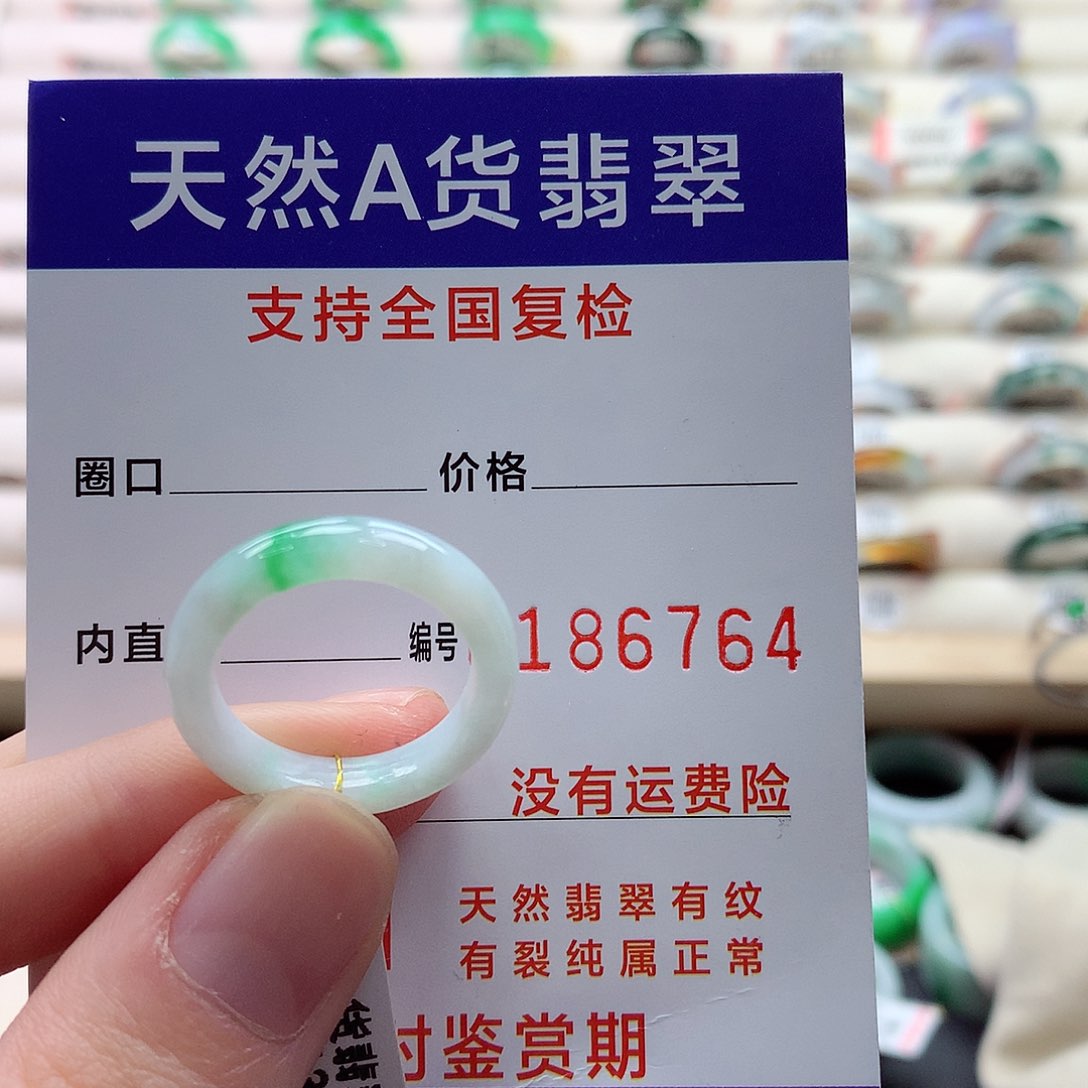 天然A货翡翠
支持全国复检
圈口 价格
内直 编号 186764
没有运费险
天然翡翠有纹
有裂纯属正常
时鉴赏期